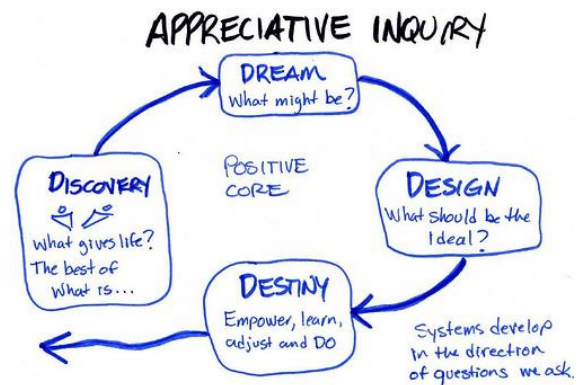 APPRECIATIVE INQUIRY
DREAM
What might be?
DISCOVERY
What gives life?
The best of
what is...
POSITIVE
CORE
DESIGN
What should be the
Ideal?
DESTINY
Empower, learn,
adjust and DO
Systems develop
in the direction
of questions we ask.